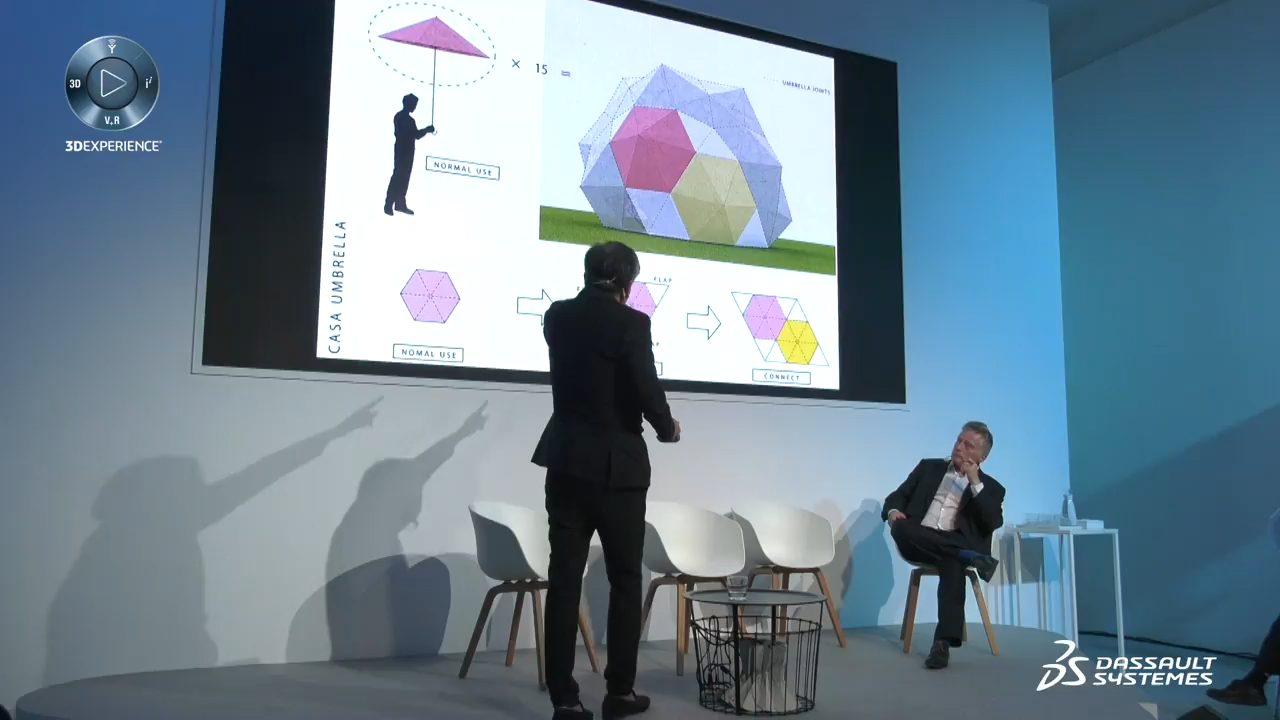 3D
i²
V.R
3DEXPERIENCE
× 15 =
UMBRELLA JOINTS
NORMAL USE
CASA UMBRELLA
FLAP
NOMAL USE
CONNECT
DASSAULT
SYSTEMES